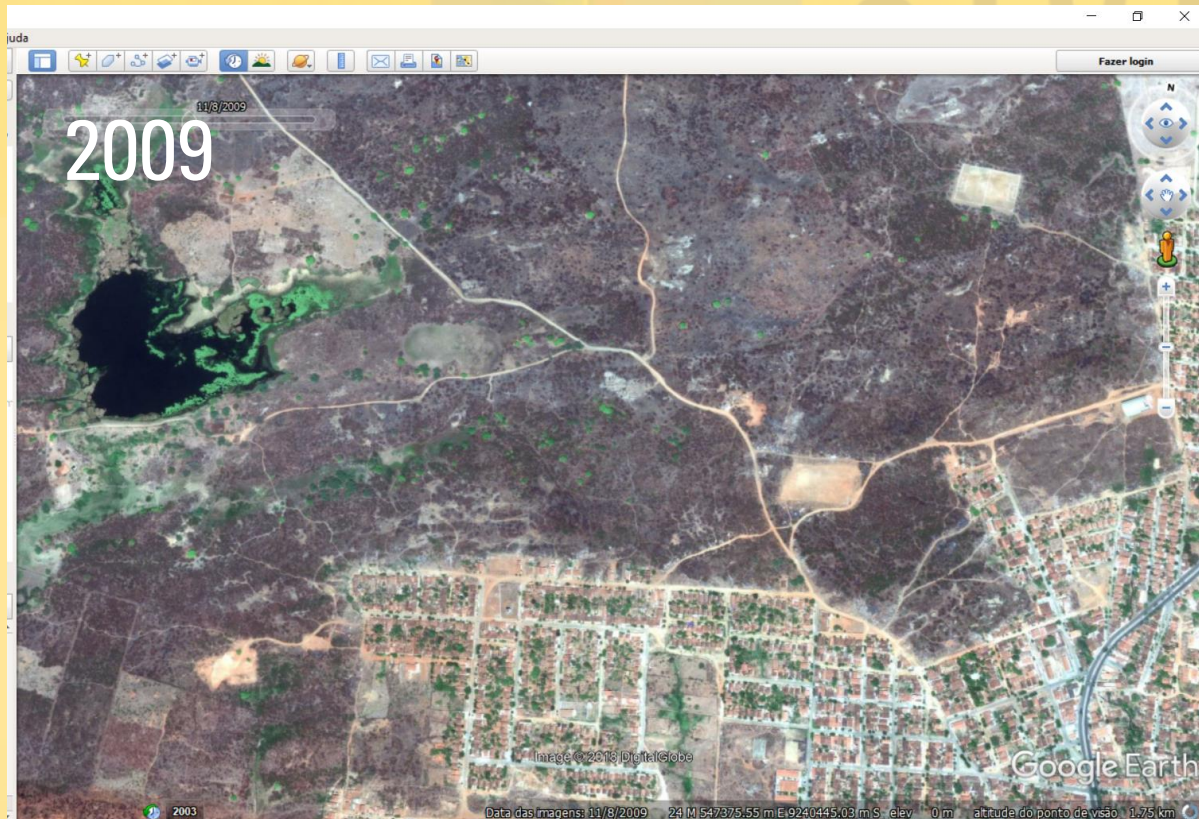 juda
Fazer login
N
11/8/2009
2009
Image © 2018 DigitalGlobe
Google Earth
2003
Data das imagens: 11/8/2009 24 M 547375.55 m E 9240445.03 m S elev 0 m altitude do ponto de visão 1.75 km